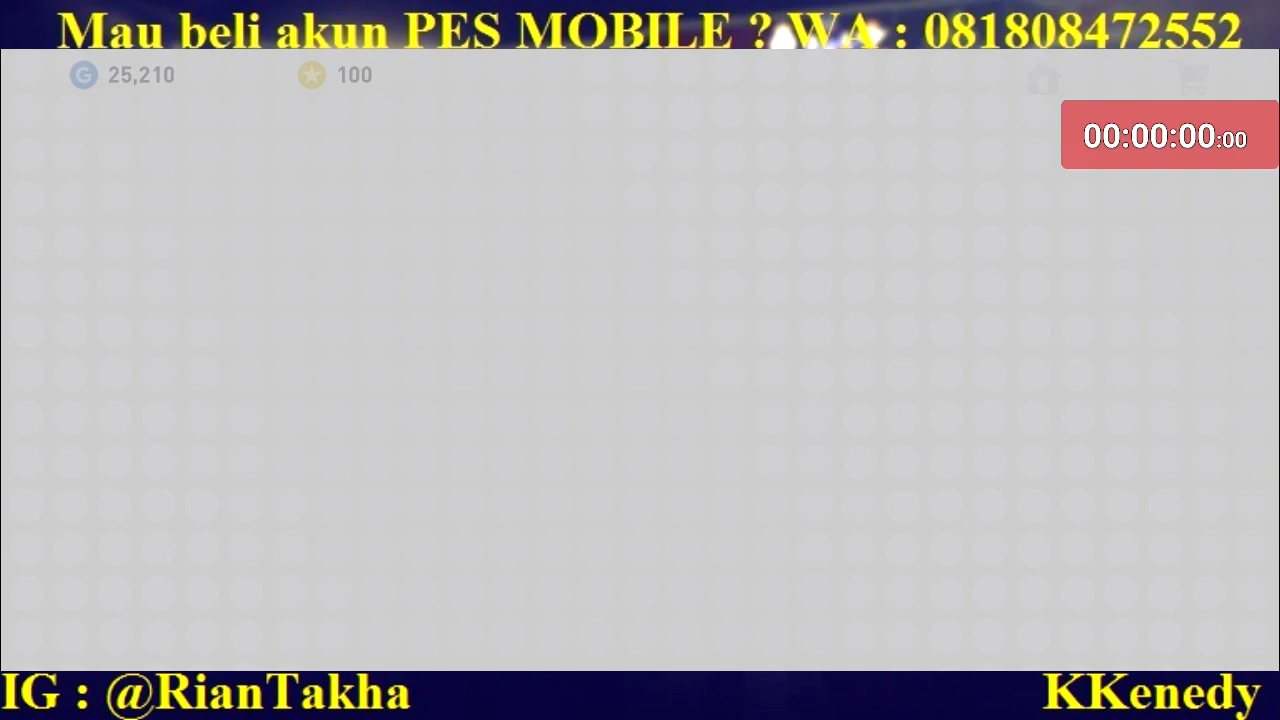 Mau beli akun PES MOBILE ? WA : 081808472552
G 25,210 100
00:00:00:00
IG : @RianTakha KKenedy